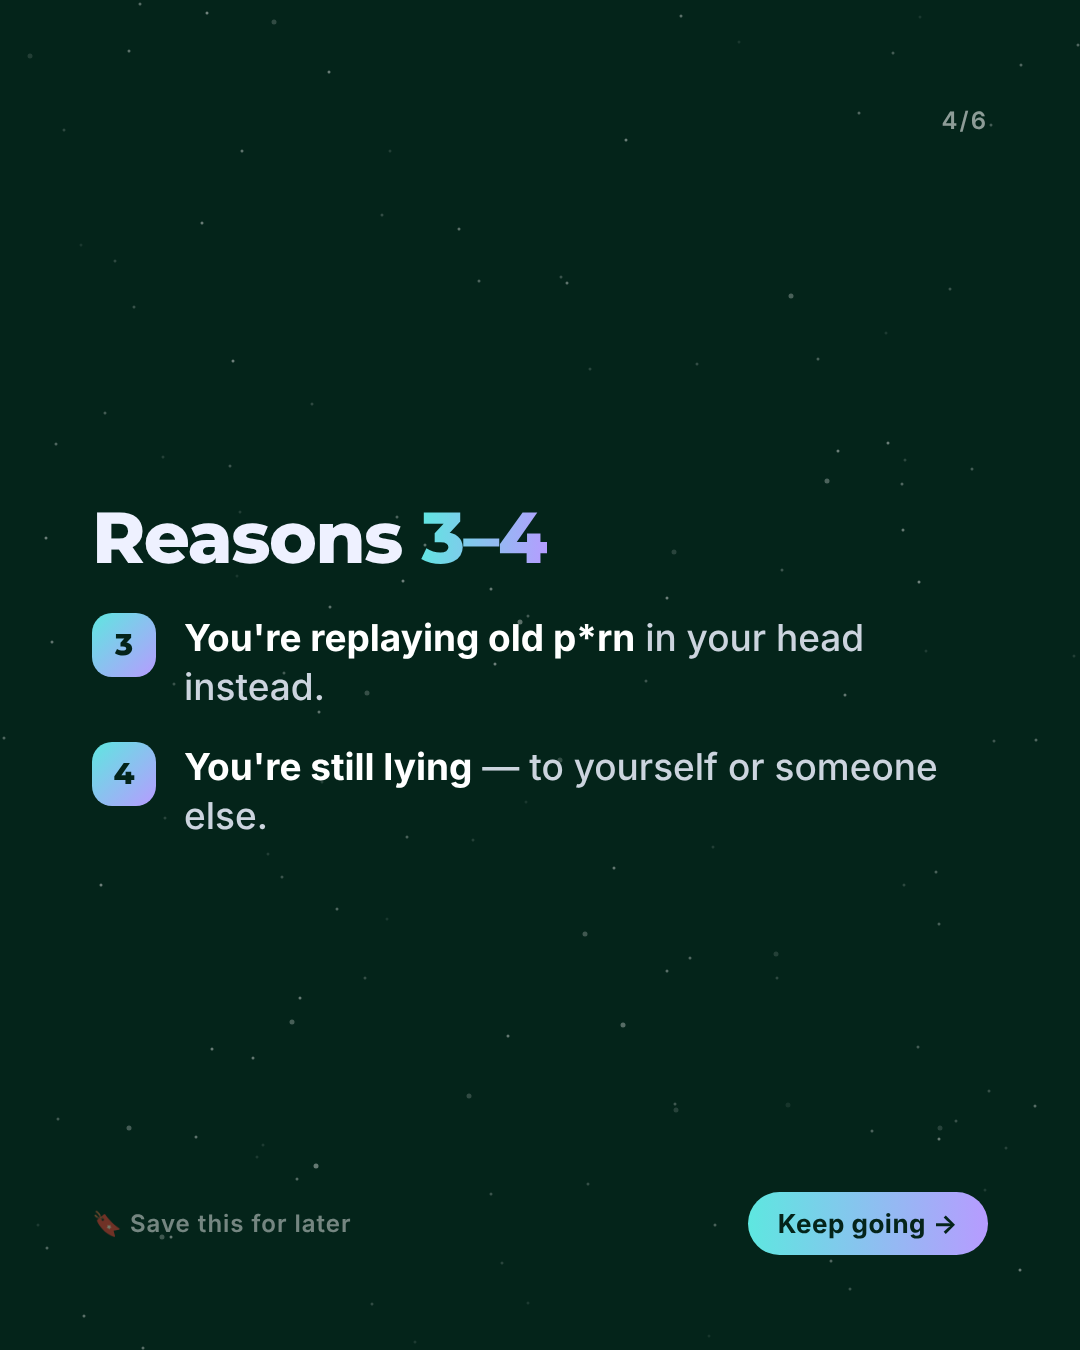 4/6
Reasons 3–4
3
You're replaying old p*rn in your head
instead.
4
You're still lying — to yourself or someone
else.
🔖 Save this for later
Keep going →